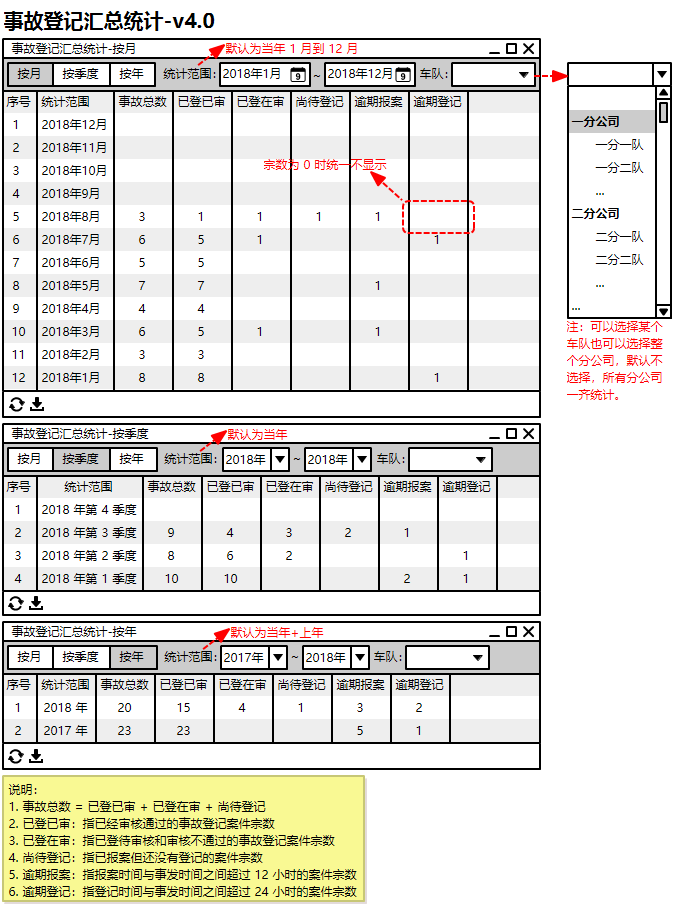 事故登记汇总统计-v4.0
事故登记汇总统计-按月
默认为当年 1 月到 12 月
按月 按季度 按年 统计范围: 2018年1月 ~ 2018年12月 车队:
序号 统计范围 事故总数 已登已审 已登在审 尚待登记 逾期报案 逾期登记
1 2018年12月
2 2018年11月
3 2018年10月
宗数为 0 时统一不显示
4 2018年9月
5 2018年8月 3 1 1 1 1
6 2018年7月 6 5 1 1
7 2018年6月 5 5
8 2018年5月 7 7 1
9 2018年4月 4 4
10 2018年3月 6 5 1 1
11 2018年2月 3 3
12 2018年1月 8 8 1
一分公司
一分一队
一分二队
...
二分公司
二分一队
二分二队
...
...
注：可以选择某个
车队也可以选择整
个分公司，默认不
选择，所有分公司
一齐统计。
事故登记汇总统计-按季度
默认为当年
按月 按季度 按年 统计范围: 2018年 ~ 2018年 车队:
序号 统计范围 事故总数 已登已审 已登在审 尚待登记 逾期报案 逾期登记
1 2018 年第 4 季度
2 2018 年第 3 季度 9 4 3 2 1
3 2018 年第 2 季度 8 6 2 1
4 2018 年第 1 季度 10 10 2 1
事故登记汇总统计-按年
默认为当年+上年
按月 按季度 按年 统计范围: 2017年 ~ 2018年 车队:
序号 统计范围 事故总数 已登已审 已登在审 尚待登记 逾期报案 逾期登记
1 2018 年 20 15 4 1 3 2
2 2017 年 23 23 5 1
说明：
1. 事故总数 = 已登已审 + 已登在审 + 尚待登记
2. 已登已审：指已经审核通过的事故登记案件宗数
3. 已登在审：指已登待审核和审核不通过的事故登记案件宗数
4. 尚待登记：指已报案但还没有登记的案件宗数
5. 逾期报案：指报案时间与事发时间之间超过 12 小时的案件宗数
6. 逾期登记：指登记时间与事发时间之间超过 24 小时的案件宗数